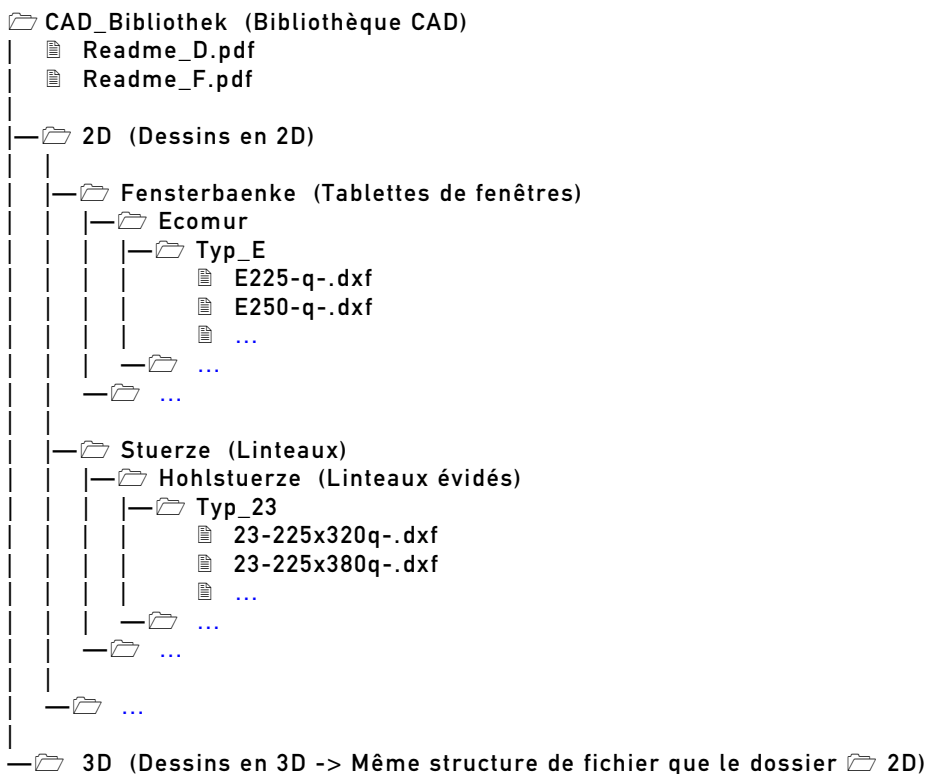 CAD_Bibliothek (Bibliothèque CAD)
Readme_D.pdf
Readme_F.pdf
2D (Dessins en 2D)
Fensterbaenke (Tablettes de fenêtres)
Ecomur
Typ_E
E225-q-.dxf
E250-q-.dxf
...
...
...
Stuerze (Linteaux)
Hohlstuerze (Linteaux évidés)
Typ_23
23-225x320q-.dxf
23-225x380q-.dxf
...
...
...
...
3D (Dessins en 3D -> Même structure de fichier que le dossier 2D)